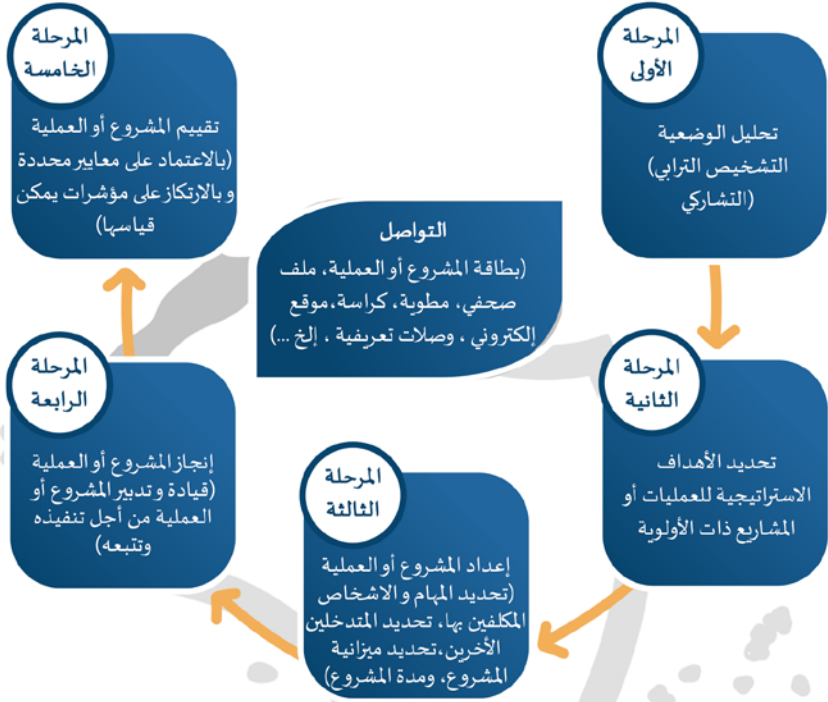 المرحلة
الأولى
تحليل الوضعية
التشخيص الترابي)
(التشاركي
المرحلة
الثانية
تحديد الأهداف
الاستراتيجية للعمليات أو
المشاريع ذات الأولوية
المرحلة
الثالثة
إعداد المشروع أو العملية
(تحديد المهام و الاشخاص
المكلفين بها، تحديد المتدخلين
الأخرين،تحديد ميزانية
المشروع، ومدة المشروع)
المرحلة
الرابعة
إنجاز المشروع أو العملية
(قيادة و تدبير المشروع أو
العملية من أجل تنفيذه
وتتبعه)
المرحلة
الخامسة
تقييم المشروع أو العملية
(بالاعتماد على معايير محددة
و بالارتكاز على مؤشرات يمكن
قياسها)
التواصل
(بطاقة المشروع أو العملية، ملف
صحفي، مطوية، كراسة،موقع
إلكتروني ، وصلات تعريفية ، إلخ ...)